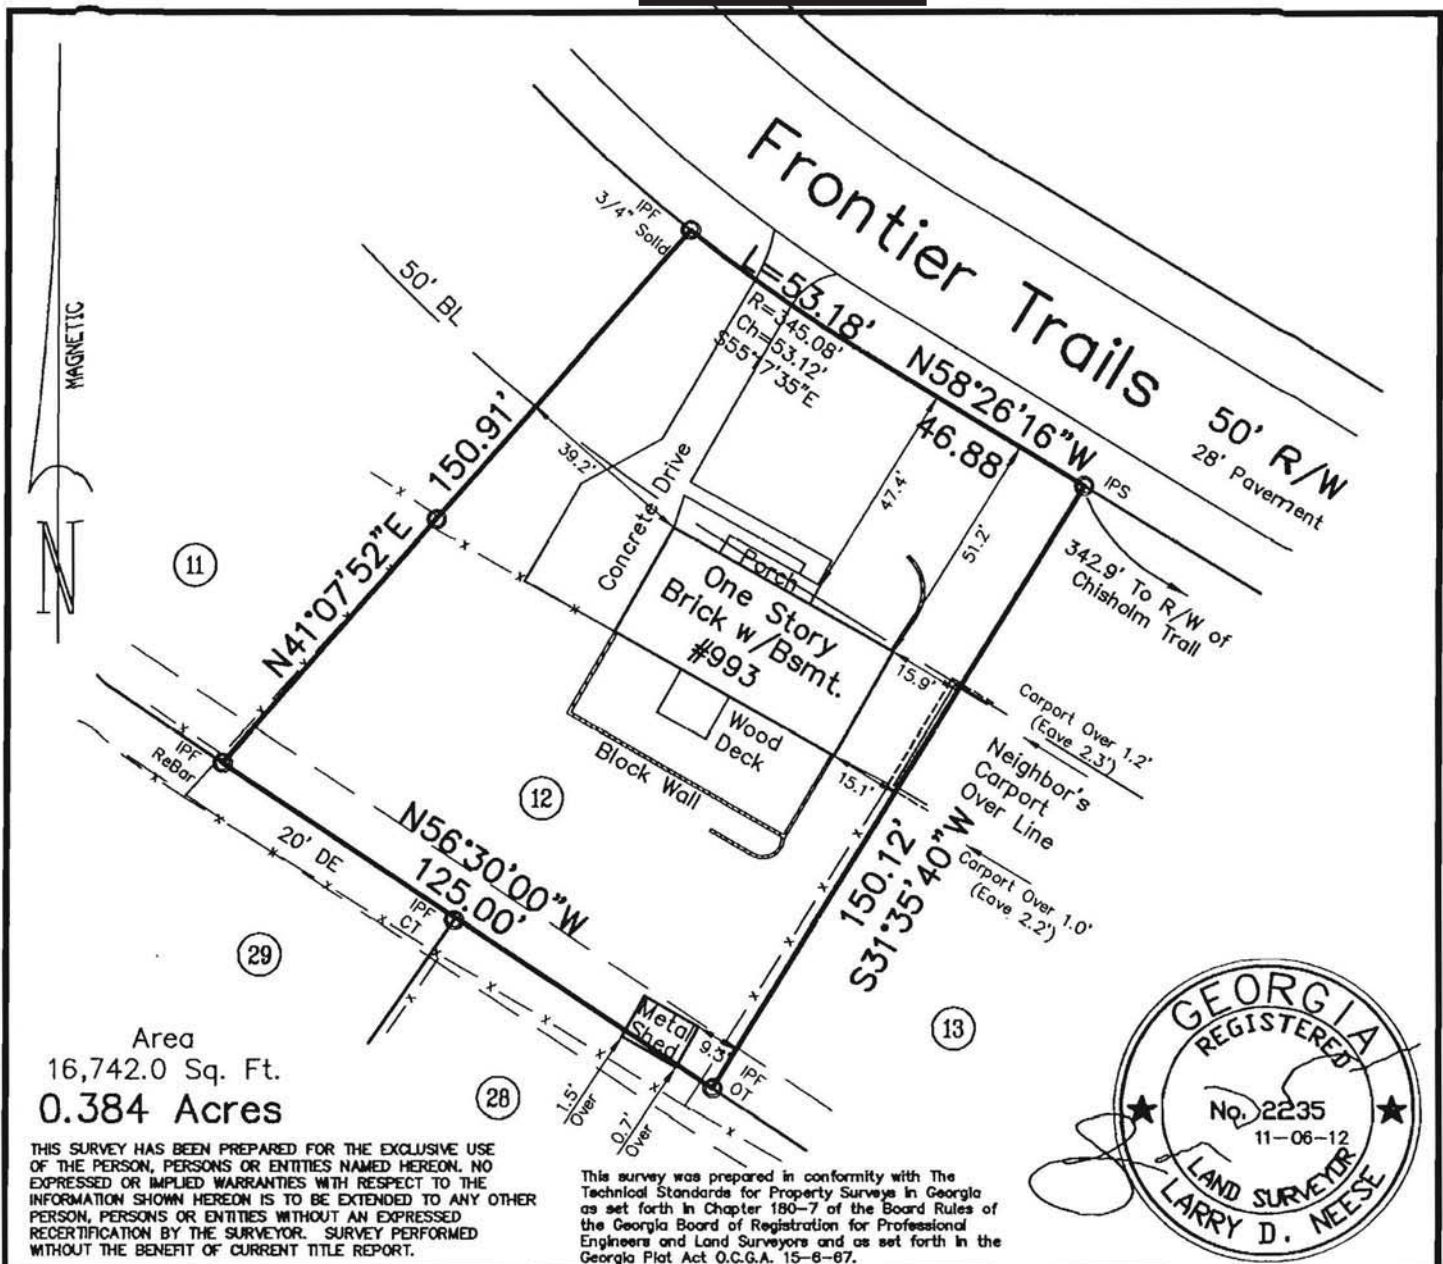 Frontier Trails
50' R/W
28' Pavement
IPF
3/4" Solid
50' BL
MAGNETIC
N
L=53.18'
R=345.08'
Ch=53.12'
S55°17'35"E
N58°26'16"W
46.88'
IPS
342.9' To R/W of
Chisholm Trail
150.91'
N41°07'52"E
39.2'
Concrete Drive
47.4'
51.2'
Porch
One Story
Brick w/Bsmt.
#993
Wood
Deck
Block Wall
15.9'
15.1'
Carport Over 1.2'
(Eave 2.3')
Neighbor's
Carport
Over Line
Carport Over 1.0'
(Eave 2.2')
150.12'
S31°35'40"W
11
12
13
IPF
ReBar
20' DE
N56°30'00"W
125.00'
IPF
CT
29
28
Metal
Shed
9.3'
IPF
OT
1.5'
Over
0.7'
Over
Area
16,742.0 Sq. Ft.
0.384 Acres
THIS SURVEY HAS BEEN PREPARED FOR THE EXCLUSIVE USE
OF THE PERSON, PERSONS OR ENTITIES NAMED HEREON. NO
EXPRESSED OR IMPLIED WARRANTIES WITH RESPECT TO THE
INFORMATION SHOWN HEREON IS TO BE EXTENDED TO ANY OTHER
PERSON, PERSONS OR ENTITIES WITHOUT AN EXPRESSED
RECERTIFICATION BY THE SURVEYOR. SURVEY PERFORMED
WITHOUT THE BENEFIT OF CURRENT TITLE REPORT.
This survey was prepared in conformity with The
Technical Standards for Property Surveys in Georgia
as set forth in Chapter 180-7 of the Board Rules of
the Georgia Board of Registration for Professional
Engineers and Land Surveyors and as set forth in the
Georgia Plat Act O.C.G.A. 15-6-67.
GEORGIA
REGISTERED
No. 2235
11-06-12
LAND SURVEYOR
LARRY D. NEESE